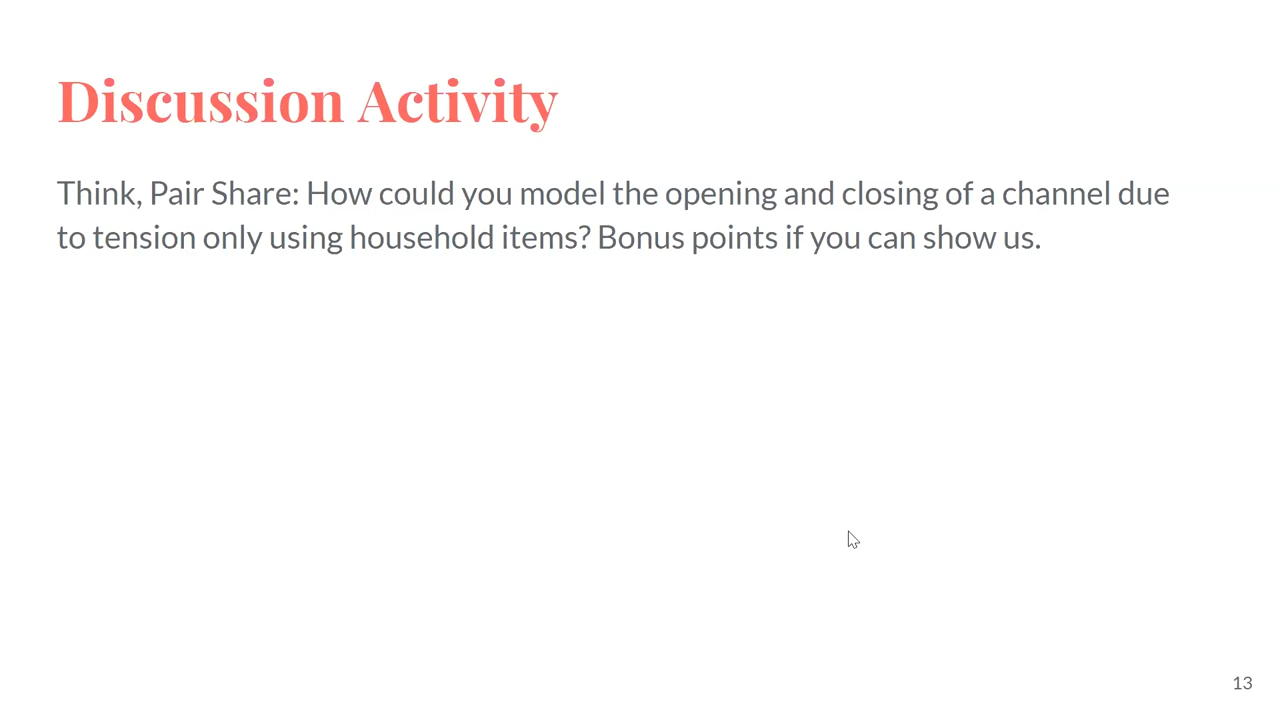 Discussion Activity
Think, Pair Share: How could you model the opening and closing of a channel due
to tension only using household items? Bonus points if you can show us.
13